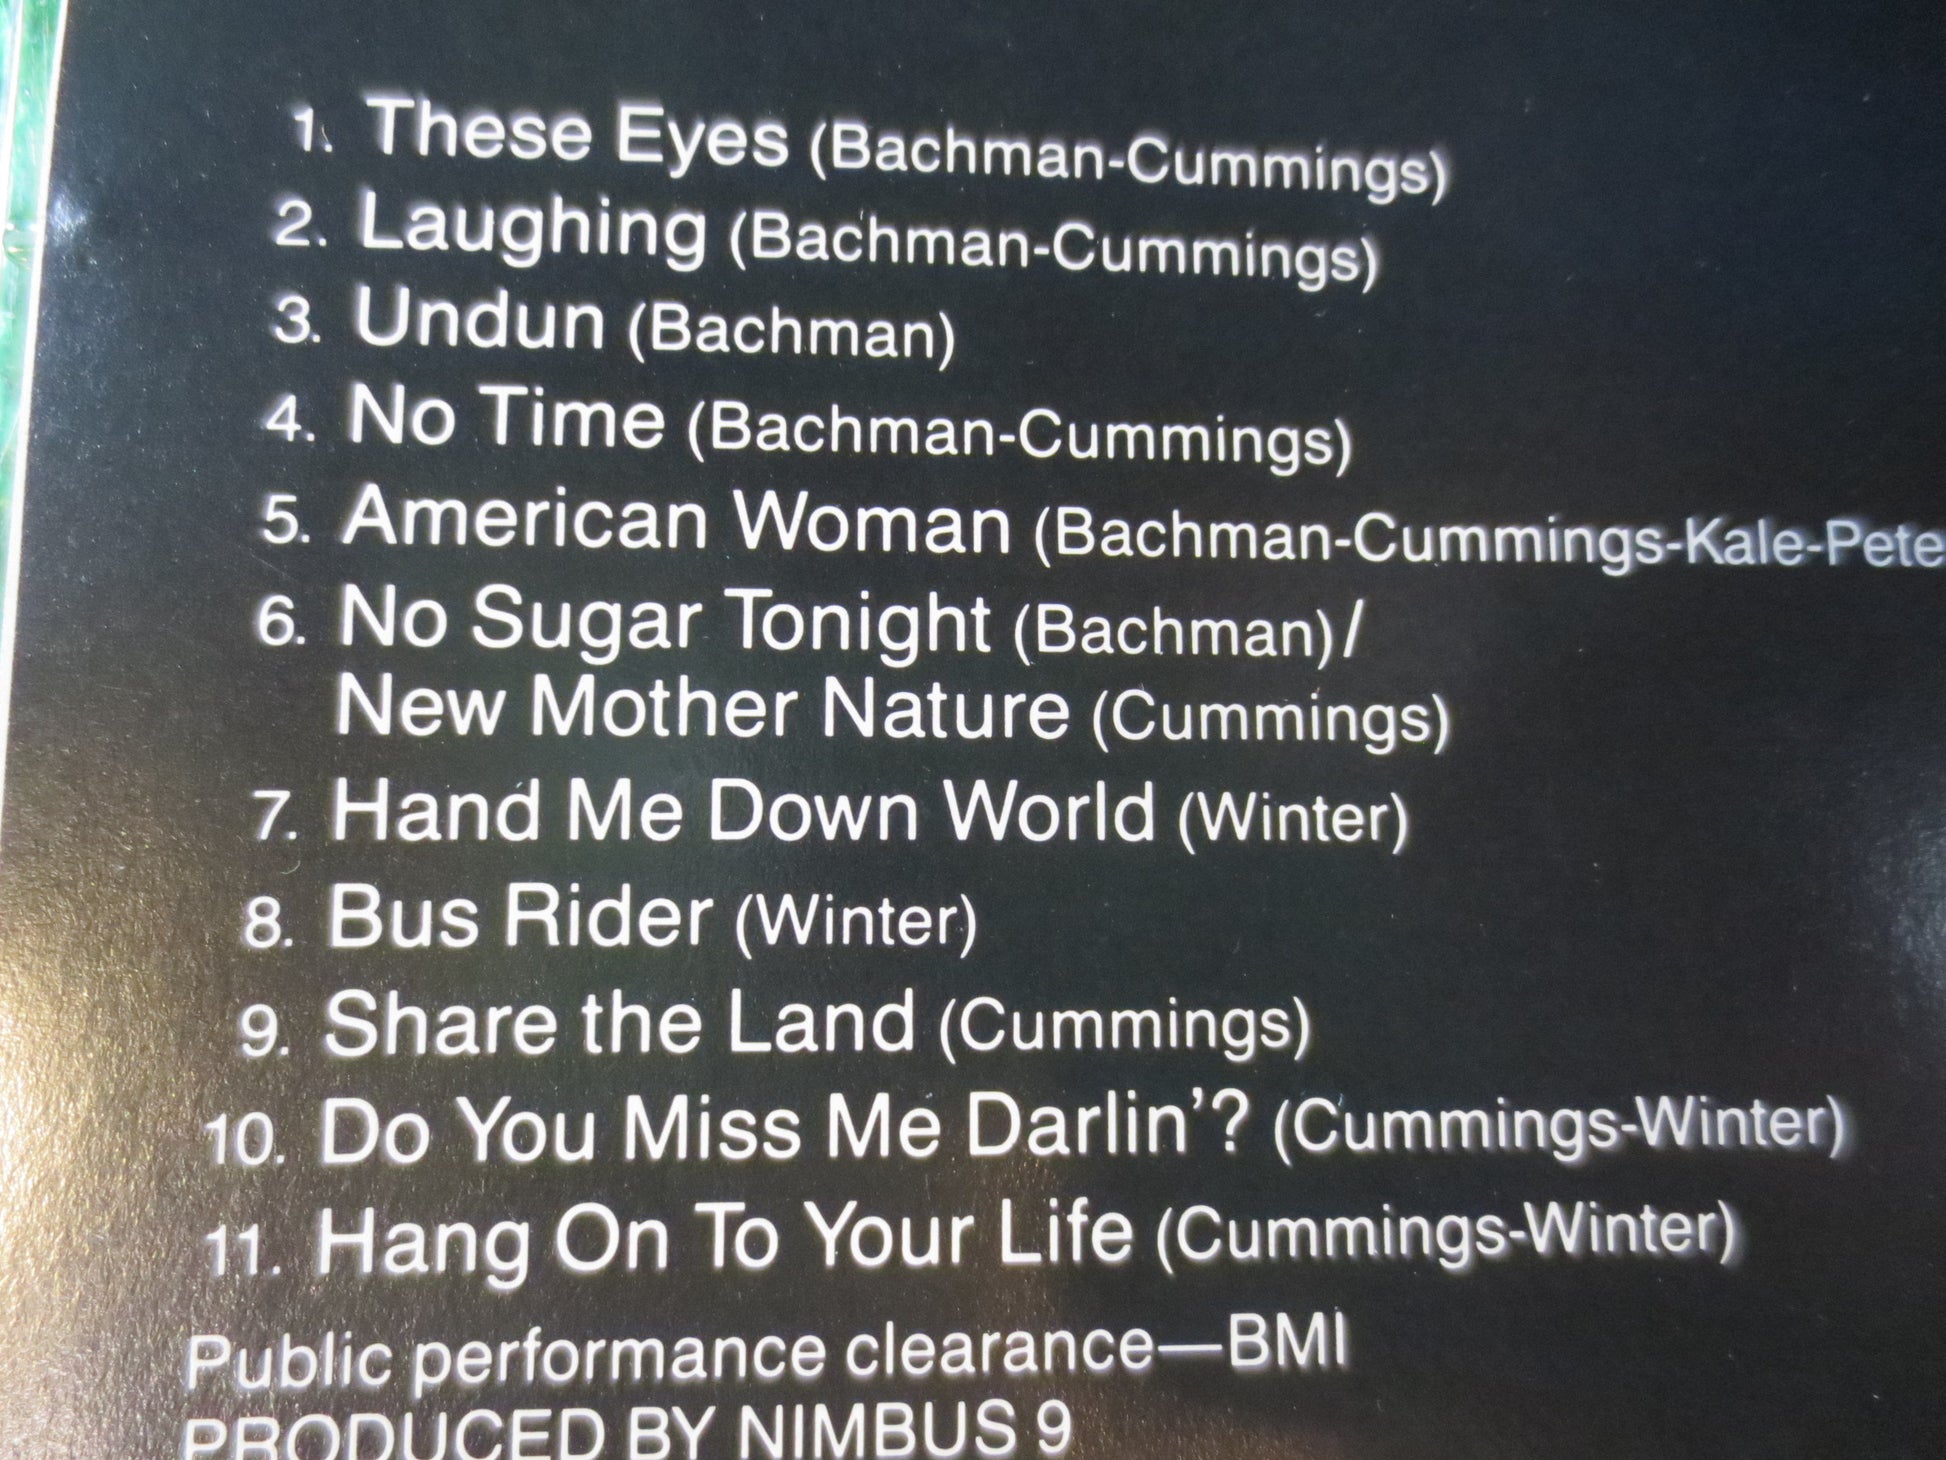 1. These Eyes (Bachman-Cummings)
2. Laughing (Bachman-Cummings)
3. Undun (Bachman)
4. No Time (Bachman-Cummings)
5. American Woman (Bachman-Cummings-Kale-Pete
6. No Sugar Tonight (Bachman)/
New Mother Nature (Cummings)
7. Hand Me Down World (Winter)
8. Bus Rider (Winter)
9. Share the Land (Cummings)
10. Do You Miss Me Darlin'? (Cummings-Winter)
11. Hang On To Your Life (Cummings-Winter)
Public performance clearance—BMI
PRODUCED BY NIMBUS 9